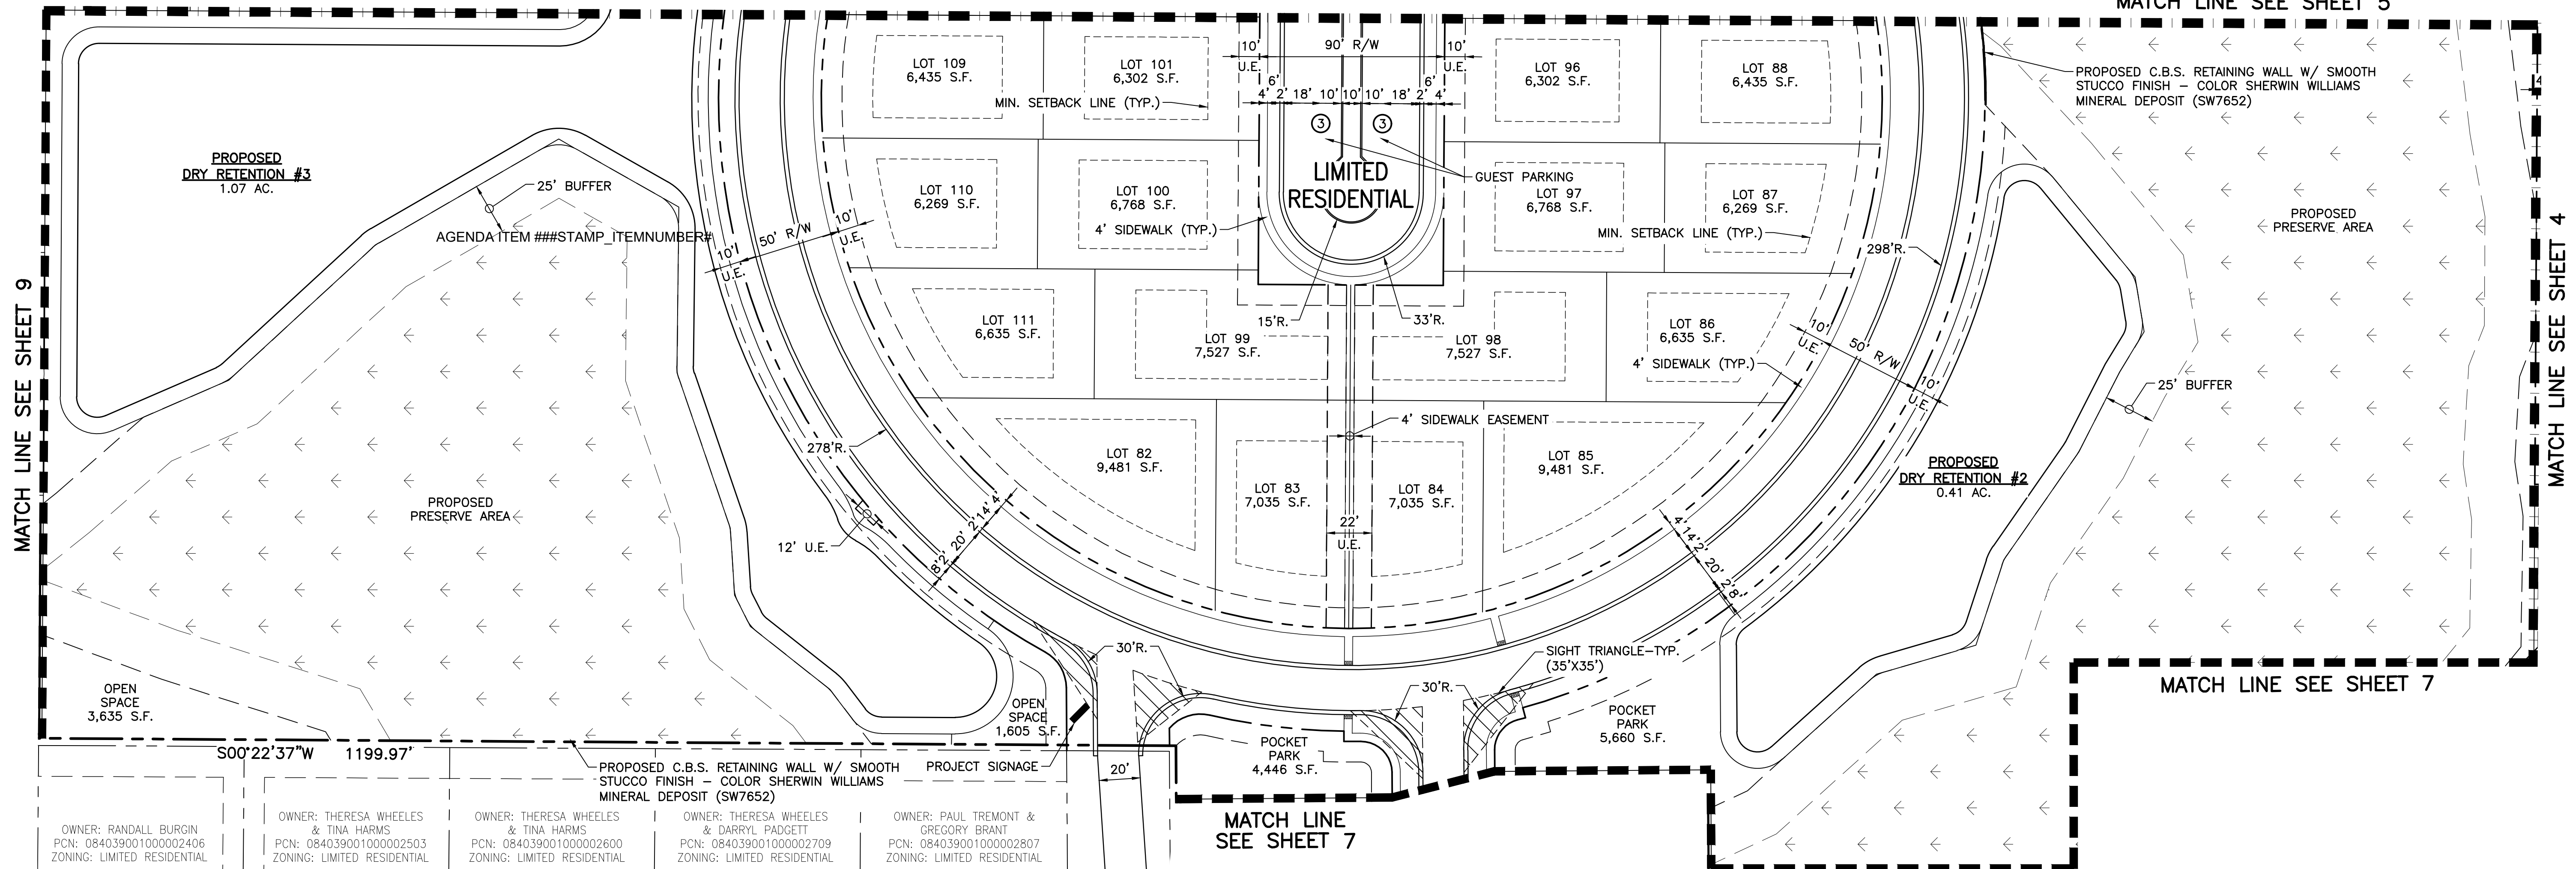 MATCH LINE SEE SHEET 5
MATCH LINE SEE SHEET 9
MATCH LINE SEE SHEET 4
PROPOSED
DRY RETENTION #3
1.07 AC.
25' BUFFER
AGENDA ITEM ###STAMP_ITEMNUMBER#
PROPOSED
PRESERVE AREA
OPEN
SPACE
3,635 S.F.
S00°22'37"W 1199.97'
10'
U.E.
50' R/W
10'
U.E.
278'R.
12' U.E.
8' 2' 20' 2' 14' 4'
LOT 109
6,435 S.F.
LOT 101
6,302 S.F.
MIN. SETBACK LINE (TYP.)
LOT 110
6,269 S.F.
LOT 100
6,768 S.F.
4' SIDEWALK (TYP.)
LOT 111
6,635 S.F.
LOT 99
7,527 S.F.
LOT 82
9,481 S.F.
LOT 83
7,035 S.F.
10'
U.E.
90' R/W
10'
U.E.
6'
6'
4' 2' 18' 10' 10' 10' 18' 2' 4'
3
3
LIMITED
RESIDENTIAL
GUEST PARKING
15'R.
33'R.
4' SIDEWALK EASEMENT
22'
U.E.
LOT 96
6,302 S.F.
LOT 88
6,435 S.F.
LOT 97
6,768 S.F.
LOT 87
6,269 S.F.
MIN. SETBACK LINE (TYP.)
LOT 98
7,527 S.F.
LOT 86
6,635 S.F.
4' SIDEWALK (TYP.)
LOT 84
7,035 S.F.
LOT 85
9,481 S.F.
298'R.
10'
U.E.
50' R/W
10'
U.E.
4' 14' 2' 20' 2' 8'
PROPOSED C.B.S. RETAINING WALL W/ SMOOTH
STUCCO FINISH – COLOR SHERWIN WILLIAMS
MINERAL DEPOSIT (SW7652)
PROPOSED
PRESERVE AREA
25' BUFFER
PROPOSED
DRY RETENTION #2
0.41 AC.
MATCH LINE SEE SHEET 7
30'R.
SIGHT TRIANGLE–TYP.
(35'X35')
30'R.
OPEN
SPACE
1,605 S.F.
POCKET
PARK
5,660 S.F.
POCKET
PARK
4,446 S.F.
PROPOSED C.B.S. RETAINING WALL W/ SMOOTH
STUCCO FINISH – COLOR SHERWIN WILLIAMS
MINERAL DEPOSIT (SW7652)
PROJECT SIGNAGE
20'
MATCH LINE
SEE SHEET 7
OWNER: RANDALL BURGIN
PCN: 084039001000002406
ZONING: LIMITED RESIDENTIAL
OWNER: THERESA WHEELES
& TINA HARMS
PCN: 084039001000002503
ZONING: LIMITED RESIDENTIAL
OWNER: THERESA WHEELES
& TINA HARMS
PCN: 084039001000002600
ZONING: LIMITED RESIDENTIAL
OWNER: THERESA WHEELES
& DARRYL PADGETT
PCN: 084039001000002709
ZONING: LIMITED RESIDENTIAL
OWNER: PAUL TREMONT &
GREGORY BRANT
PCN: 084039001000002807
ZONING: LIMITED RESIDENTIAL